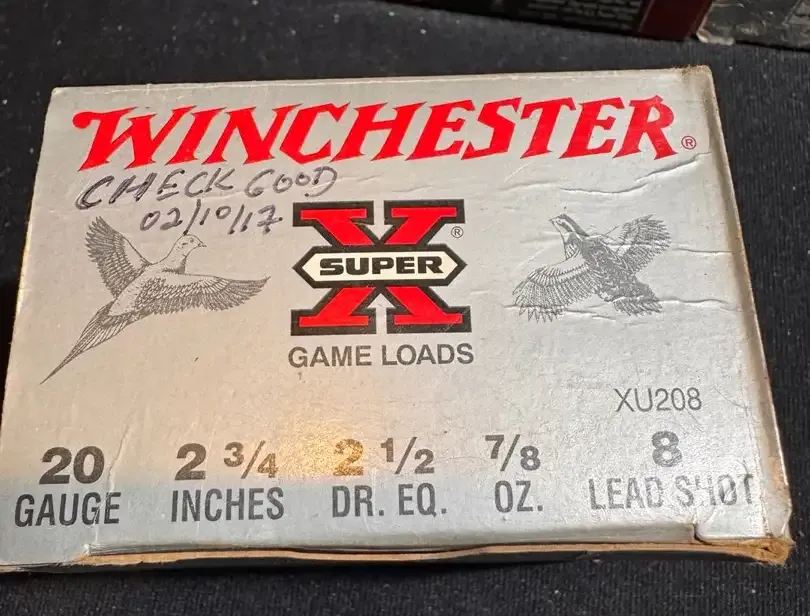 WINCHESTER®
CHECK GOOD
02/10/17
X®
SUPER
GAME LOADS
XU208
20 2 3/4 2 1/2 7/8 8
GAUGE INCHES DR. EQ. OZ. LEAD SHOT